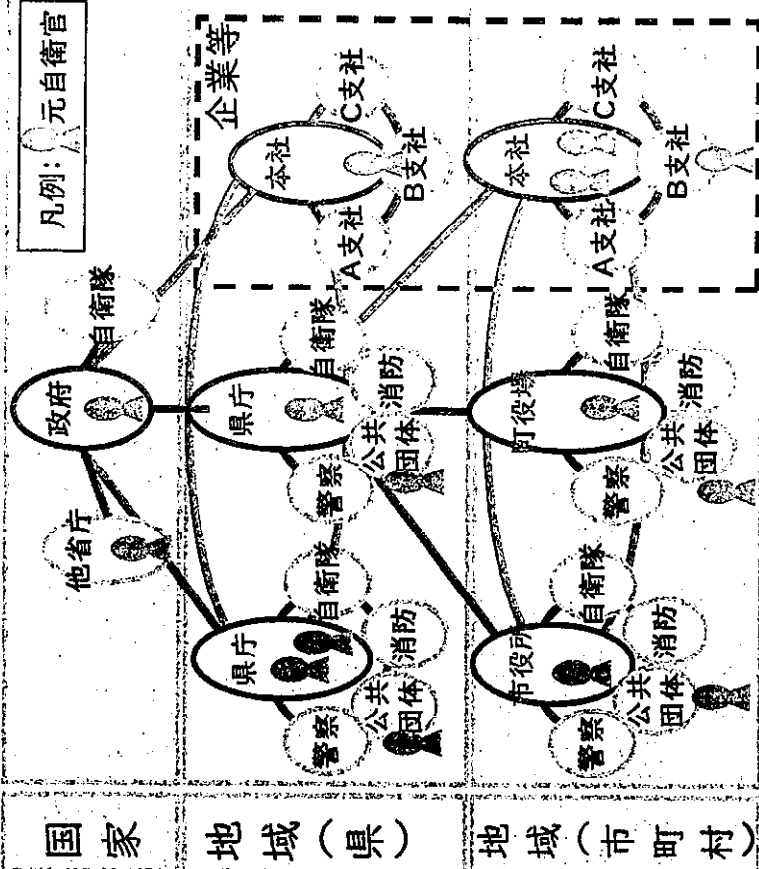 凡例：元自衛官
国家
政府
他省庁
自衛隊
企業等
地域（県）
県庁
警察
公共
団体
消防
自衛隊
県庁
警察
公共
団体
消防
自衛隊
本社
A支社
B支社
C支社
地域（市町村）
市役所
警察
公共
団体
消防
自衛隊
町役場
警察
公共
団体
消防
自衛隊
本社
A支社
B支社
C支社